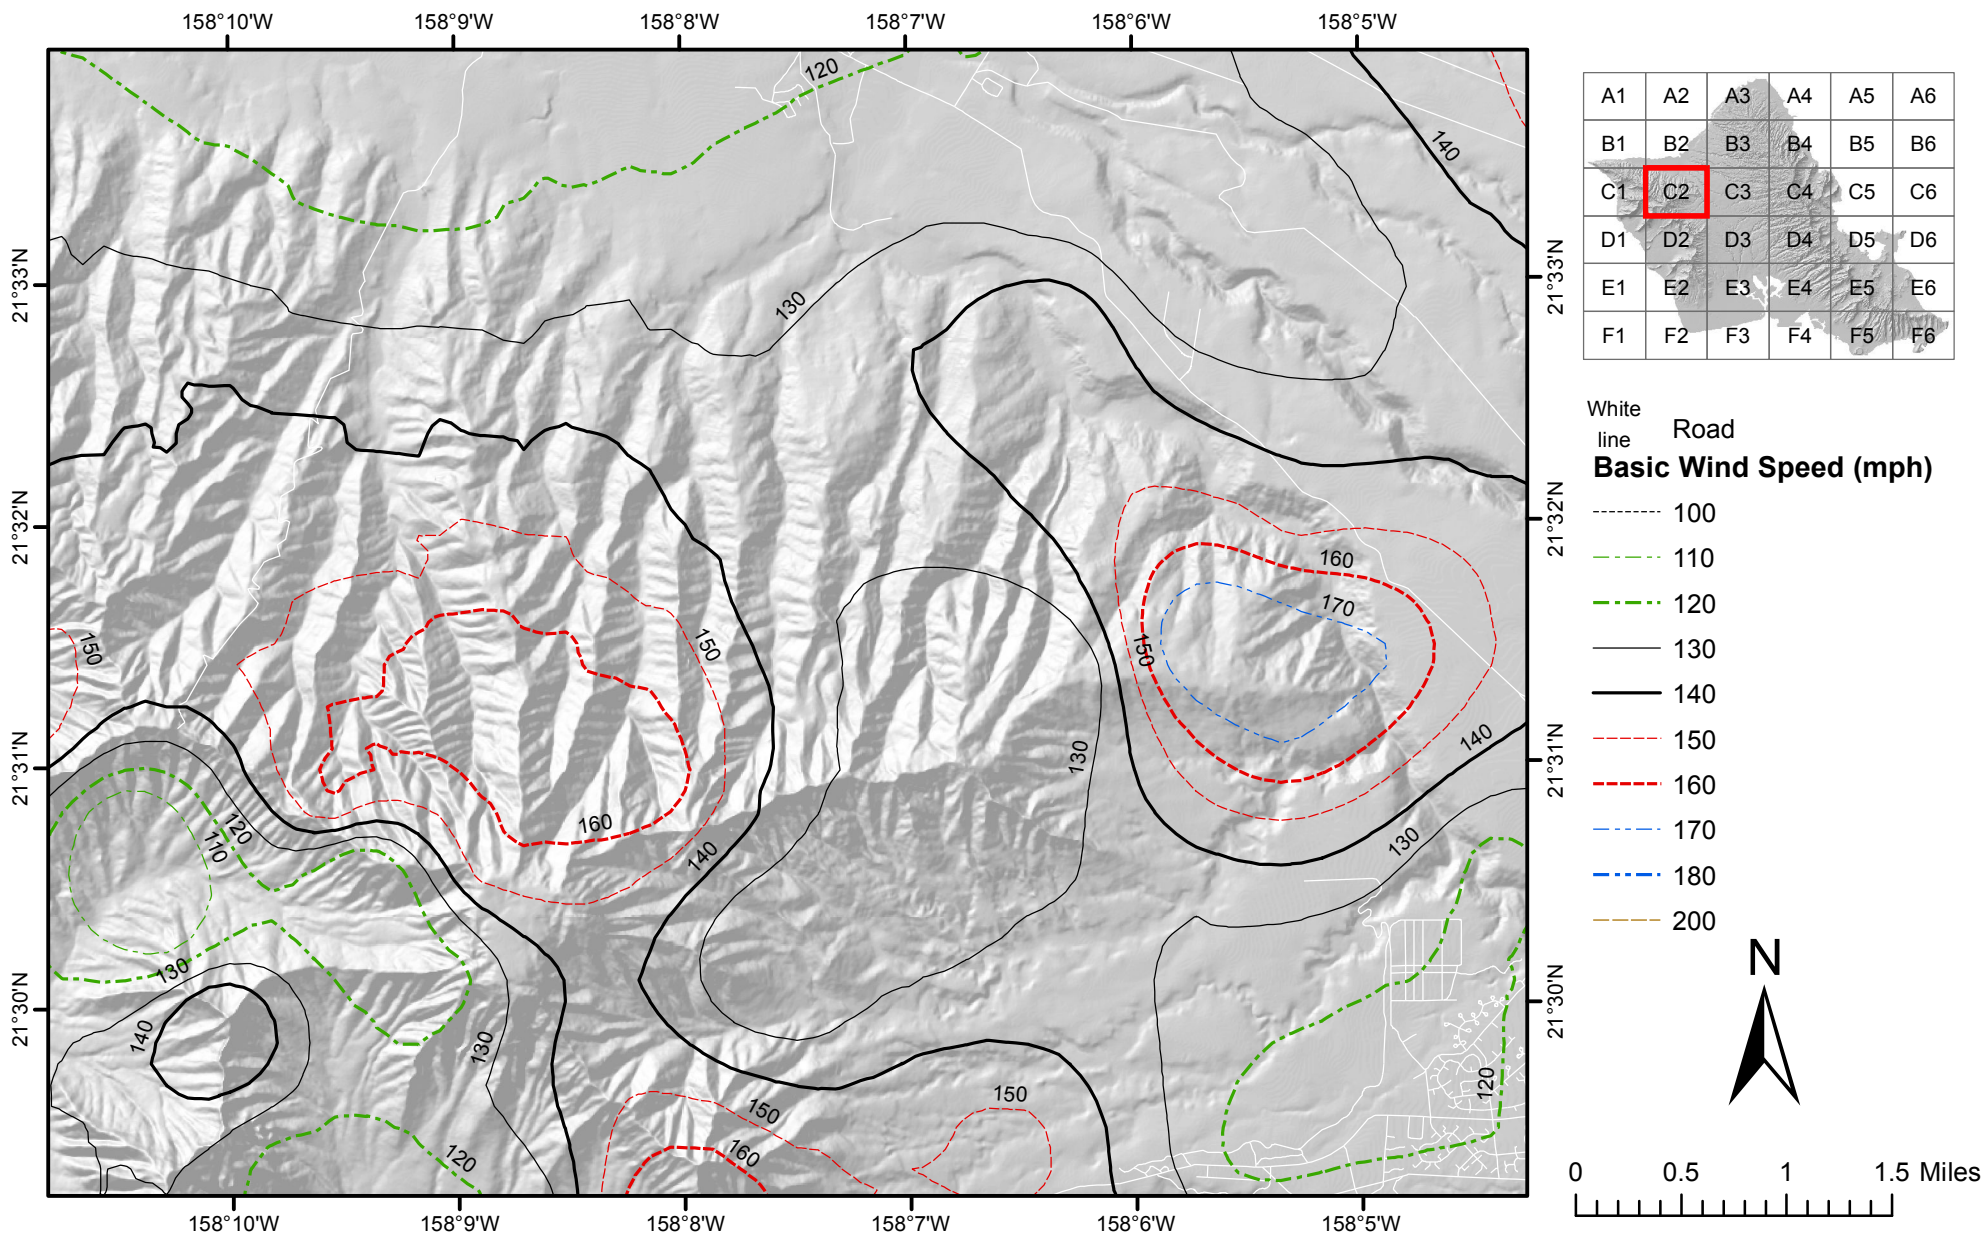 158°10'W 158°9'W 158°8'W 158°7'W 158°6'W 158°5'W
120
140
21°33'N
21°33'N
130
21°32'N
21°32'N
160
170
150
150
150
21°31'N
21°31'N
130
140
120
110
160
140
130
130
21°30'N
21°30'N
140
130
120
150
150
160
120
158°10'W 158°9'W 158°8'W 158°7'W 158°6'W 158°5'W
A1 A2 A3 A4 A5 A6
B1 B2 B3 B4 B5 B6
C1 C2 C3 C4 C5 C6
D1 D2 D3 D4 D5 D6
E1 E2 E3 E4 E5 E6
F1 F2 F3 F4 F5 F6
White
line Road
Basic Wind Speed (mph)
100
110
120
130
140
150
160
170
180
200
N
0 0.5 1 1.5 Miles